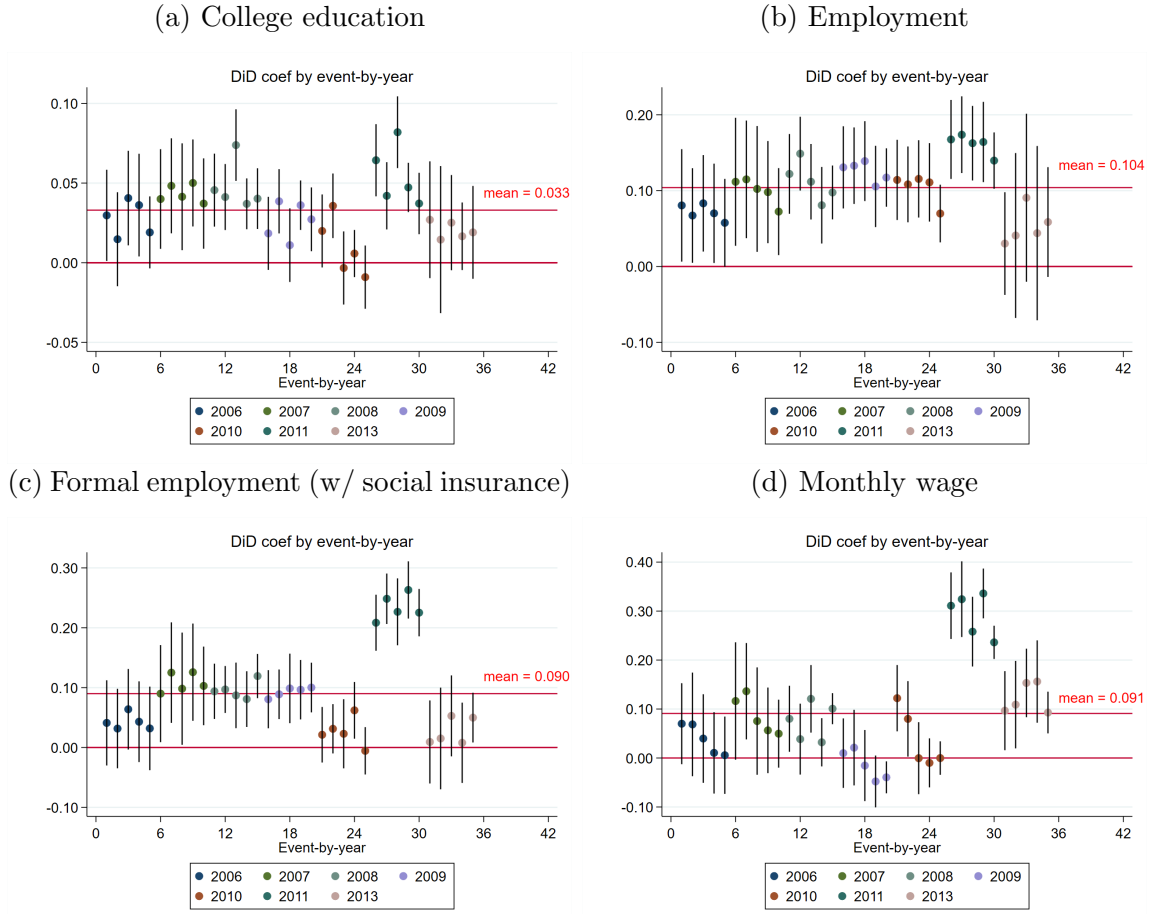 (a) College education
DiD coef by event-by-year
0.10
0.05
0.00
-0.05
mean = 0.033
0 6 12 18 24 30 36 42
Event-by-year
2006 2007 2008 2009
2010 2011 2013
(b) Employment
DiD coef by event-by-year
0.20
0.10
0.00
-0.10
mean = 0.104
0 6 12 18 24 30 36 42
Event-by-year
2006 2007 2008 2009
2010 2011 2013
(c) Formal employment (w/ social insurance)
DiD coef by event-by-year
0.30
0.20
0.10
0.00
-0.10
mean = 0.090
0 6 12 18 24 30 36 42
Event-by-year
2006 2007 2008 2009
2010 2011 2013
(d) Monthly wage
DiD coef by event-by-year
0.40
0.30
0.20
0.10
0.00
-0.10
mean = 0.091
0 6 12 18 24 30 36 42
Event-by-year
2006 2007 2008 2009
2010 2011 2013